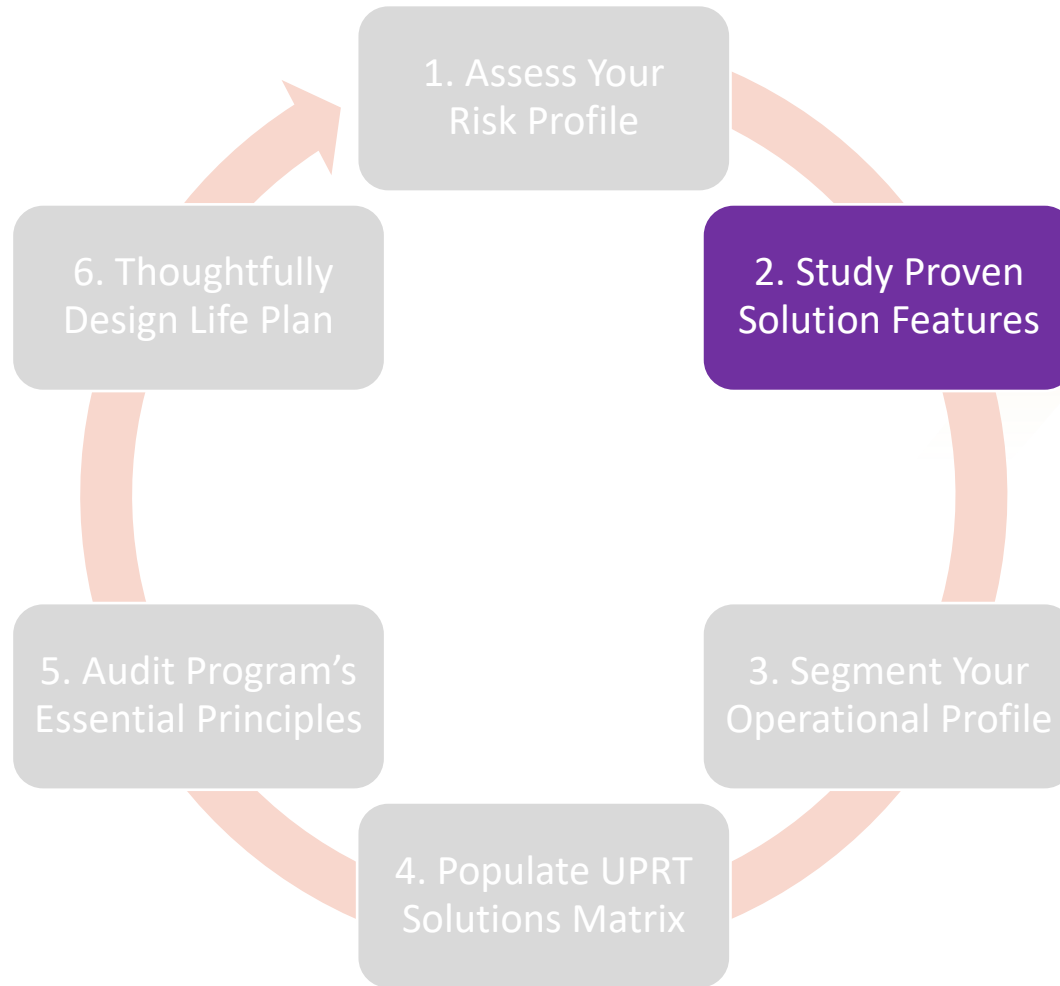 1. Assess Your
Risk Profile
2. Study Proven
Solution Features
3. Segment Your
Operational Profile
4. Populate UPRT
Solutions Matrix
5. Audit Program’s
Essential Principles
6. Thoughtfully
Design Life Plan